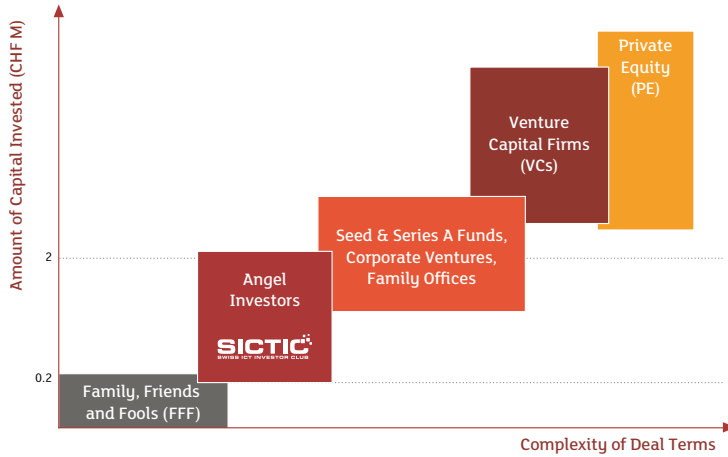 Amount of Capital Invested (CHF M)
Private
Equity
(PE)
Venture
Capital Firms
(VCs)
Seed & Series A Funds,
Corporate Ventures,
Family Offices
2
Angel
Investors
SICTIC
SWISS ICT INVESTOR CLUB
0.2
Family, Friends
and Fools (FFF)
Complexity of Deal Terms